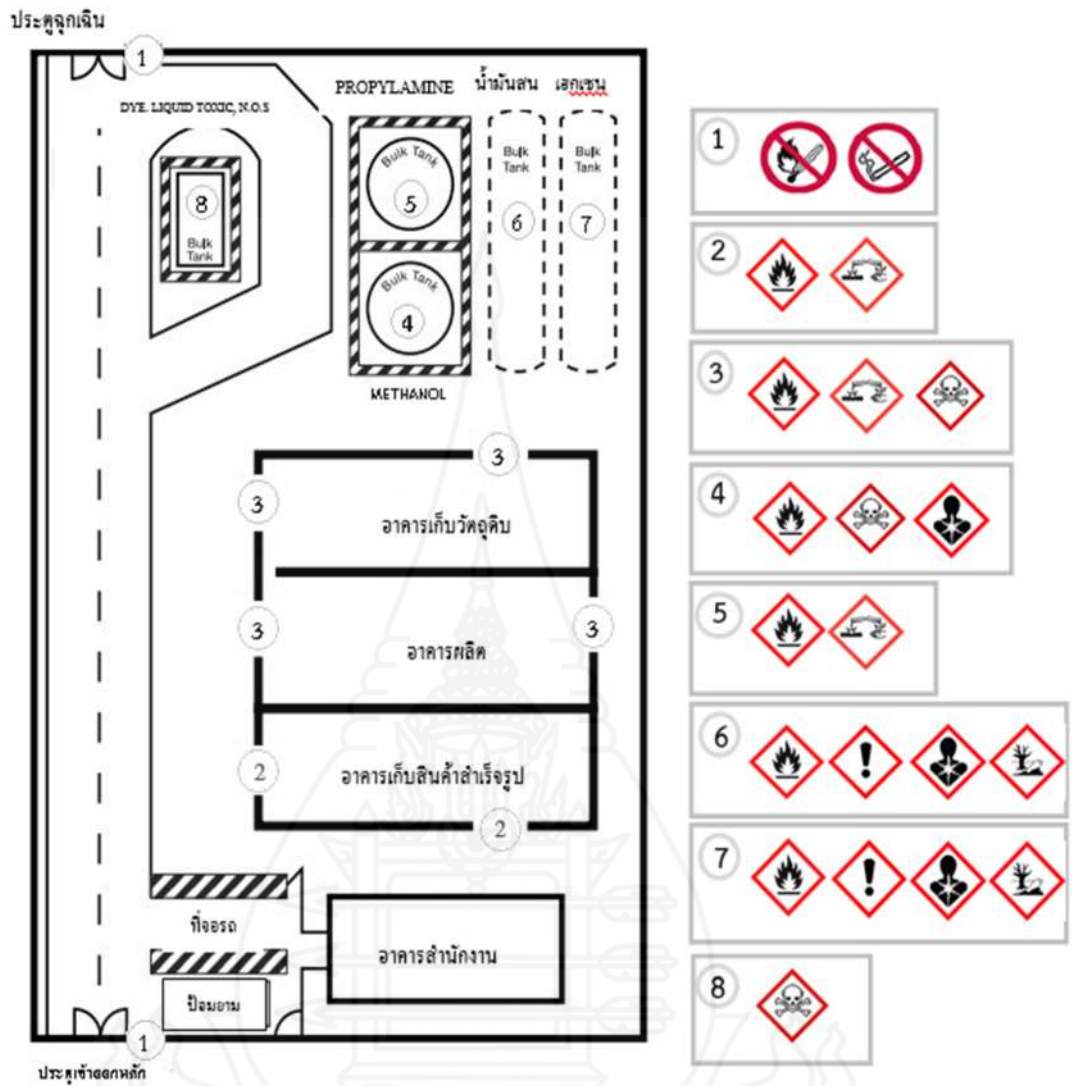 ประตูฉุกเฉิน
1
DYE. LIQUID TOXIC, N.O.S
PROPYLAMINE
น้ำมันสน
เฮกเซน
8
Bulk
Tank
Bulk Tank
5
Bulk Tank
4
METHANOL
Bulk
Tank
6
Bulk
Tank
7
3
3
อาคารเก็บวัตถุดิบ
3
3
อาคารผลิต
2
อาคารเก็บสินค้าสำเร็จรูป
2
ที่จอรถ
อาคารสำนักงาน
ป้อมยาม
1
ประตูเข้าออกหลัก
1
2
3
4
5
6
7
8